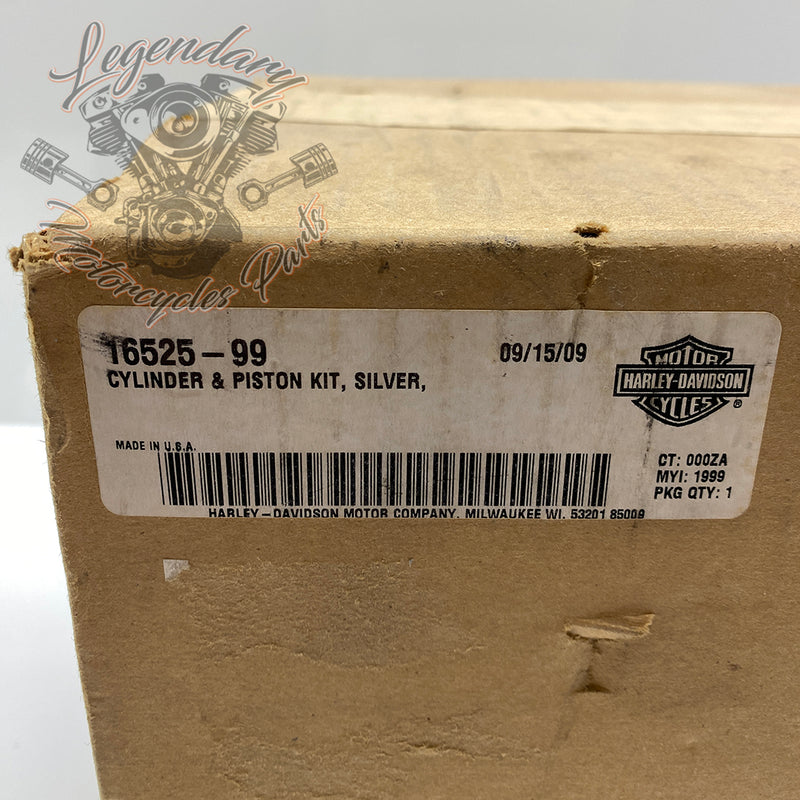 Legendary
Motorcycles Parts
16525-99
09/15/09
CYLINDER & PISTON KIT, SILVER,
MOTOR
HARLEY-DAVIDSON
CYCLES
®
MADE IN U.S.A.
CT: 000ZA
MYI: 1999
PKG QTY: 1
HARLEY-DAVIDSON MOTOR COMPANY. MILWAUKEE WI. 53201 85009